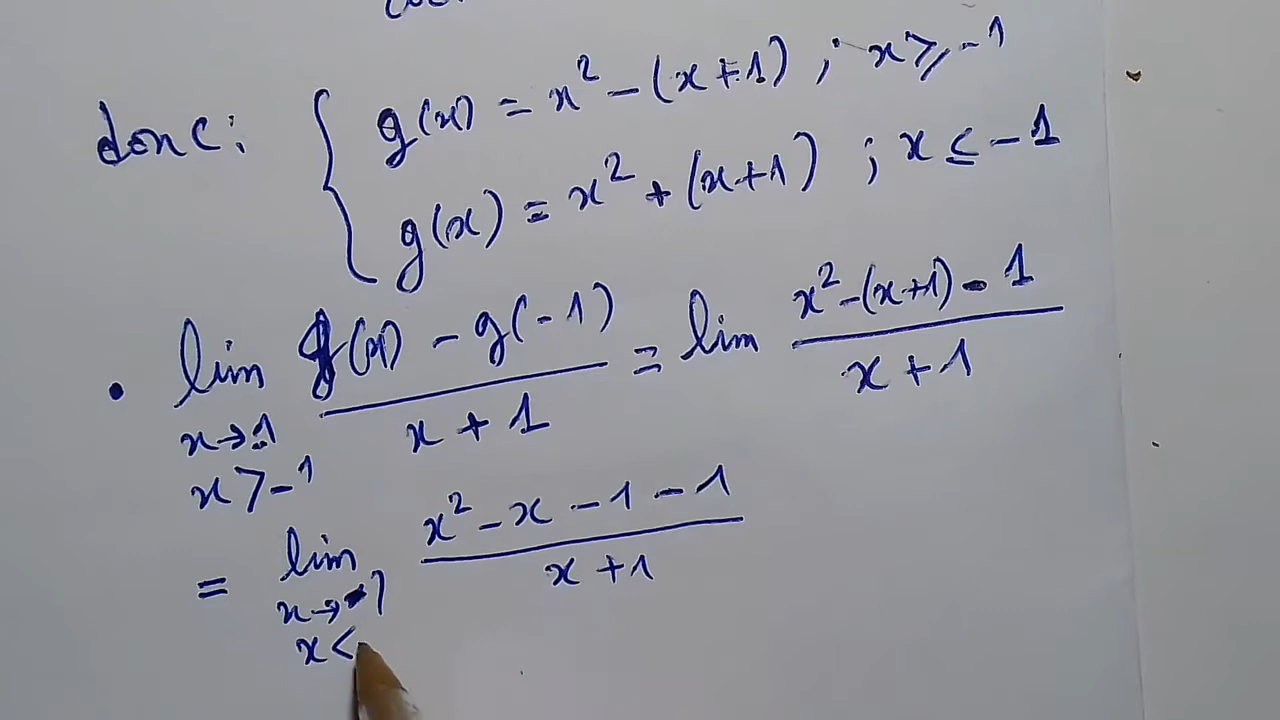 donc: { g(x) = x² - (x+1) ; x ⩾ -1
g(x) = x² + (x+1) ; x ≤ -1
• lim x→-1 x>-1 (g(x) - g(-1))/(x + 1) = lim (x² - (x+1) - 1)/(x + 1)
= lim x→-1 x< (x² - x - 1 - 1)/(x + 1)